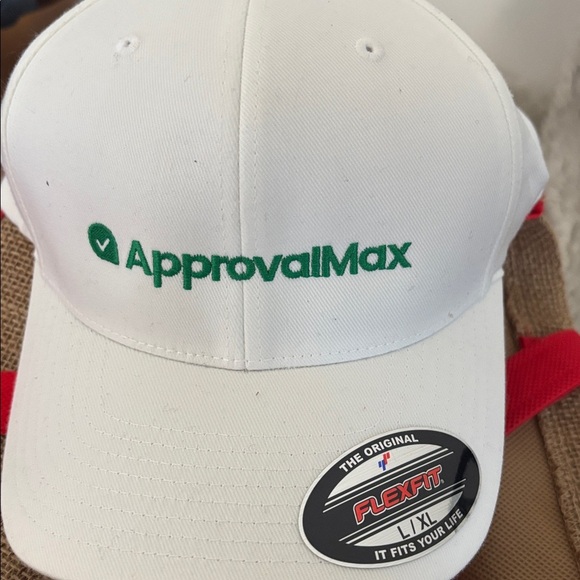 ApprovalMax
THE ORIGINAL
FLEXFIT
L / XL
IT FITS YOUR LIFE